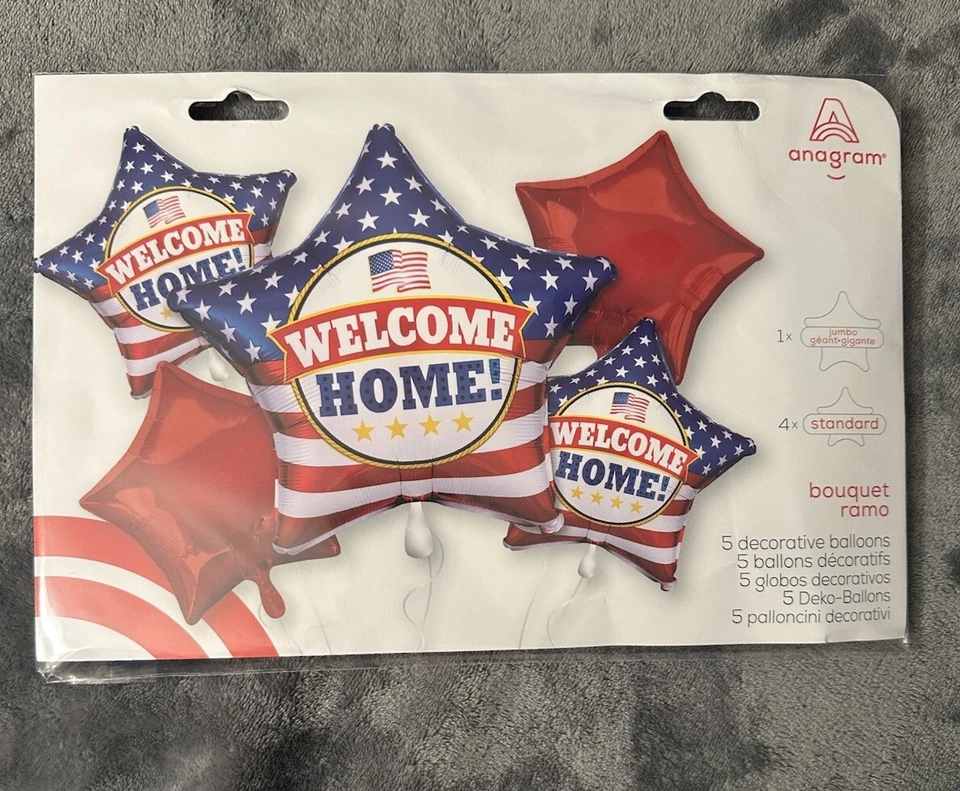 anagram®
WELCOME
HOME!
WELCOME
HOME!
WELCOME
HOME!
1x
jumbo
géant•gigante
4x
standard
bouquet
ramo
5 decorative balloons
5 ballons décoratifs
5 globos decorativos
5 Deko-Ballons
5 palloncini decorativi